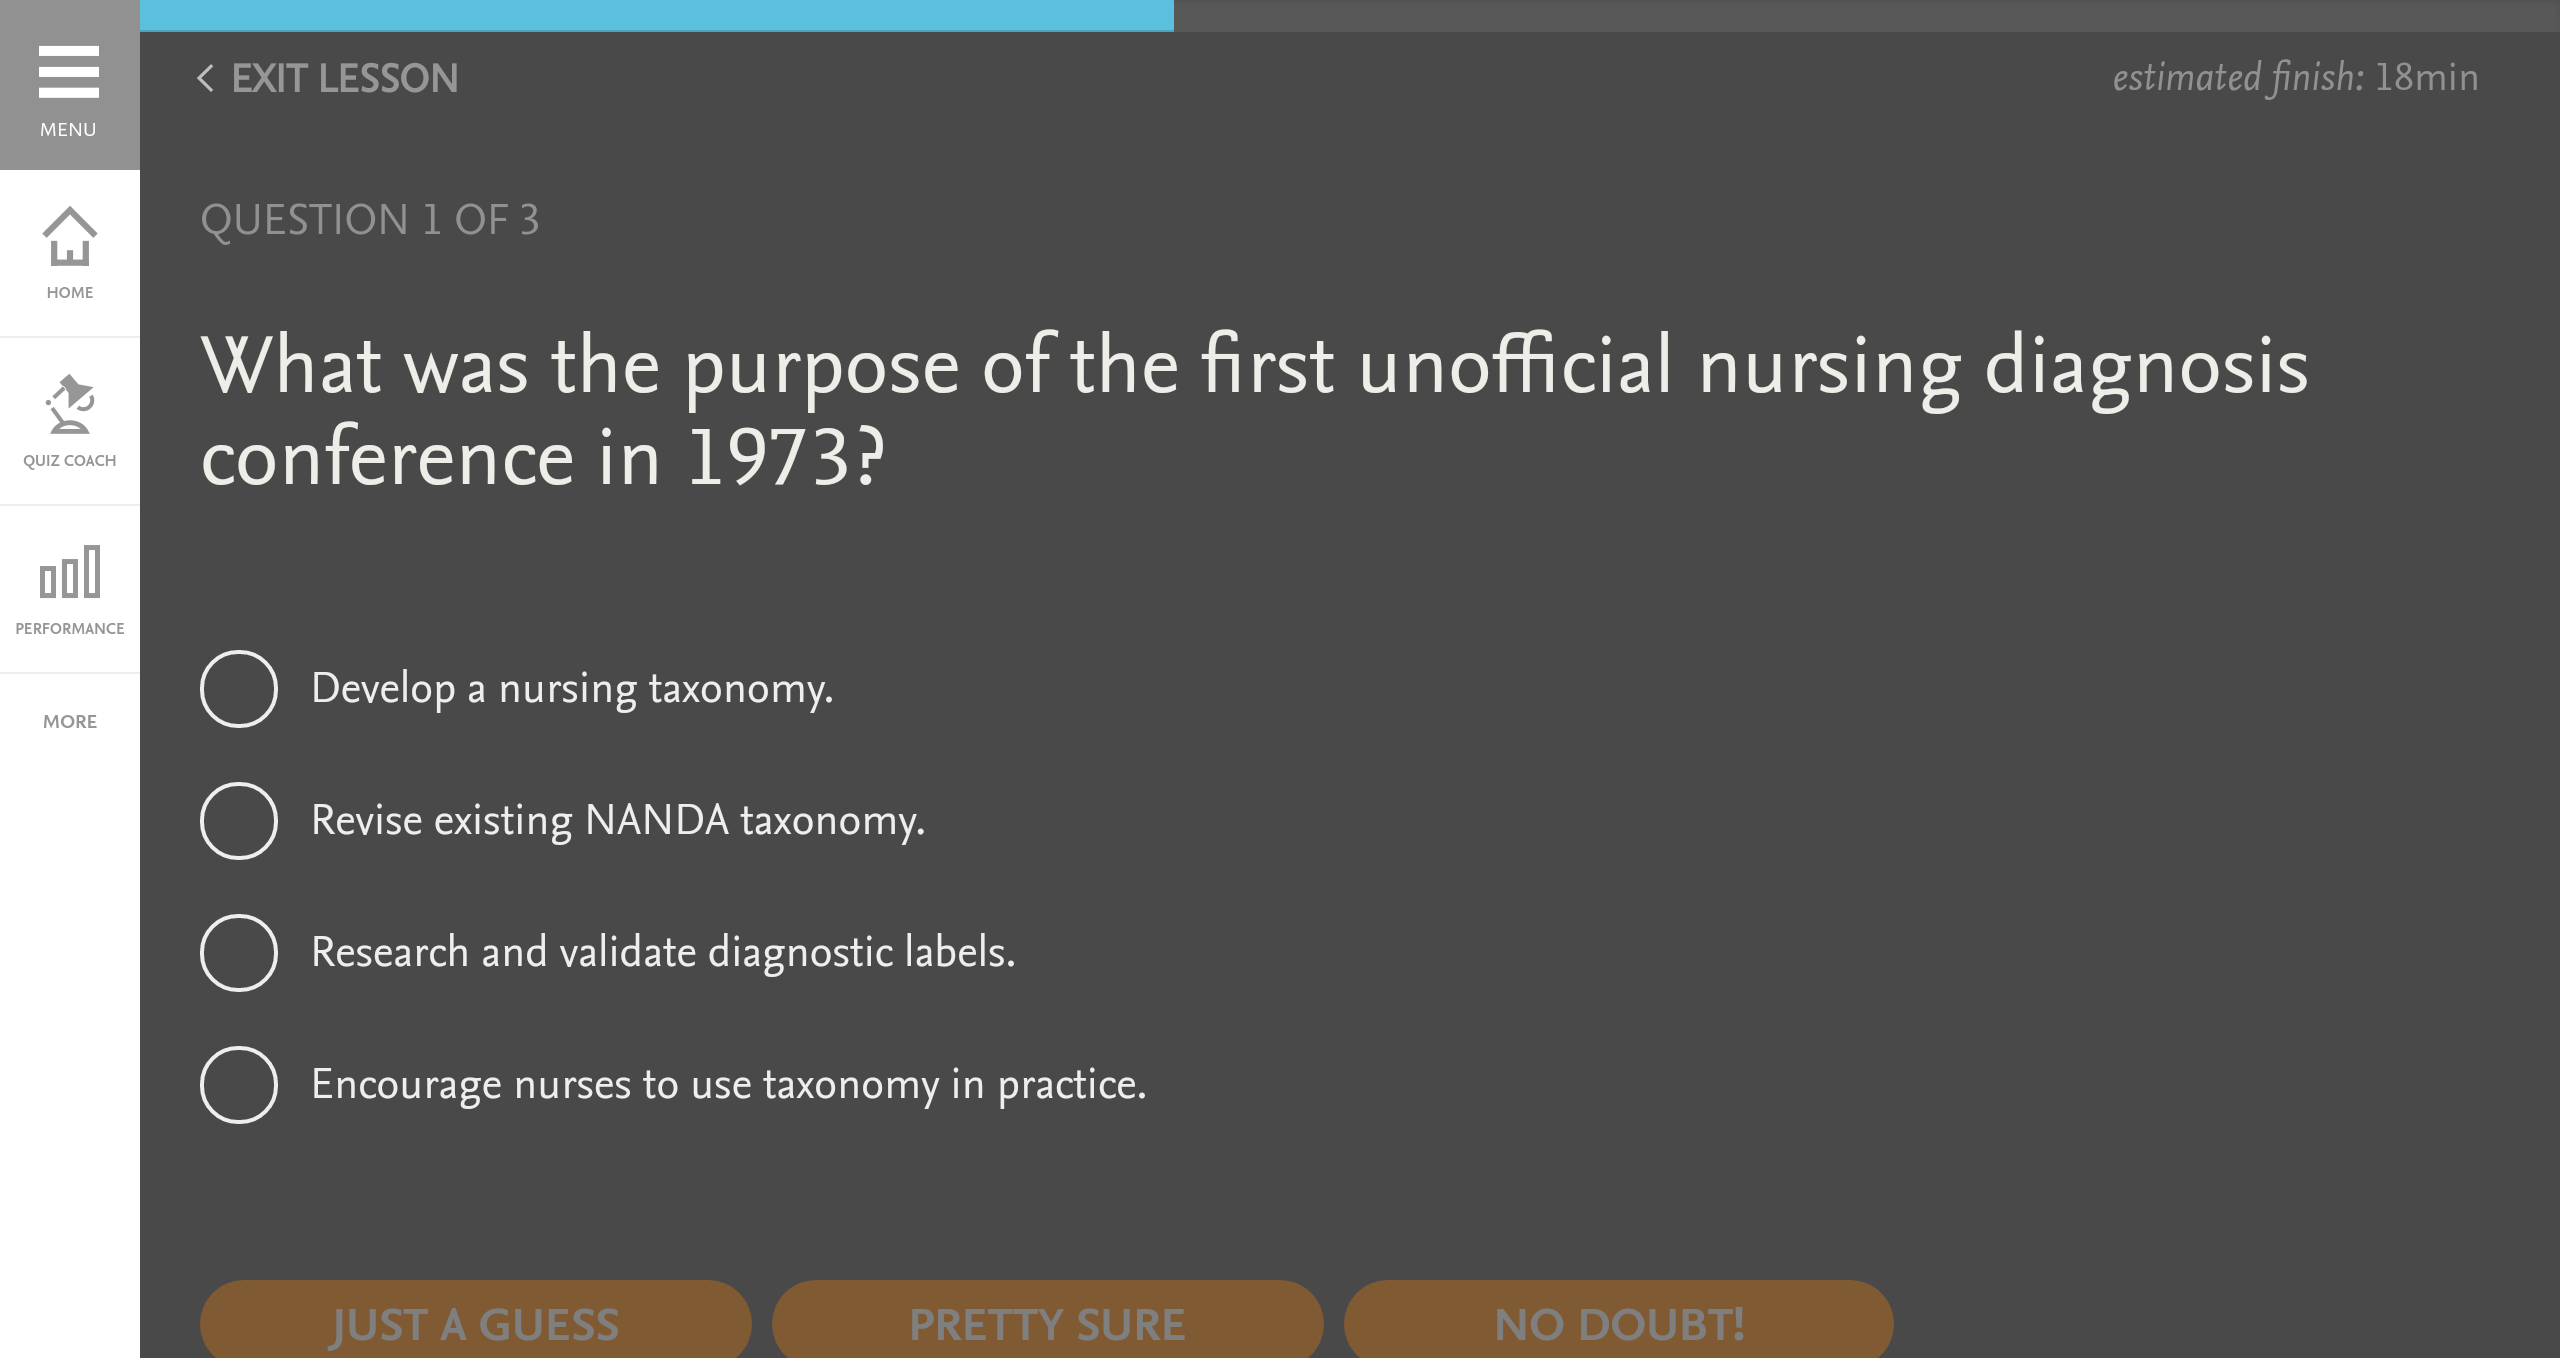 MENU
HOME
QUIZ COACH
PERFORMANCE
MORE
EXIT LESSON
estimated finish: 18min
QUESTION 1 OF 3
What was the purpose of the first unofficial nursing diagnosis
conference in 1973?
Develop a nursing taxonomy.
Revise existing NANDA taxonomy.
Research and validate diagnostic labels.
Encourage nurses to use taxonomy in practice.
JUST A GUESS
PRETTY SURE
NO DOUBT!